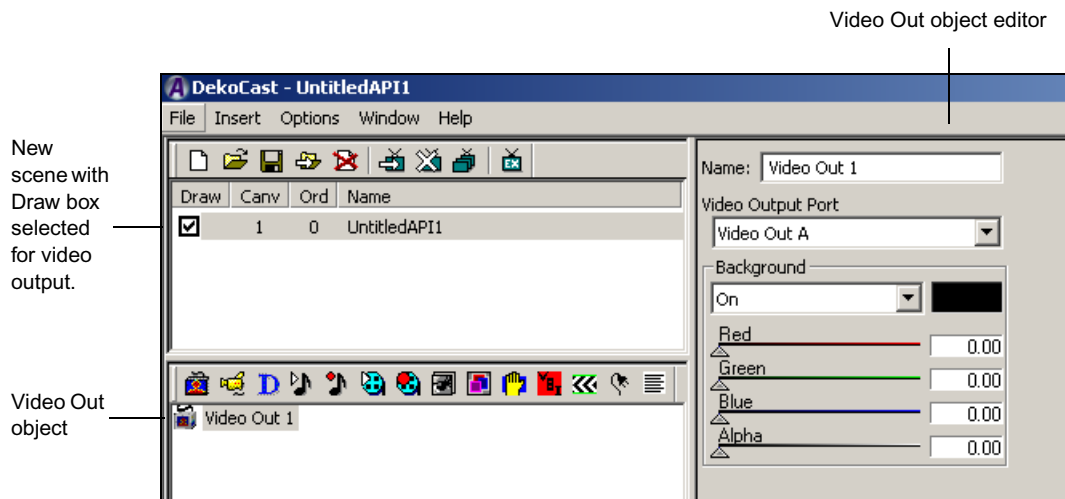 Video Out object editor
DekoCast - UntitledAPI1
File Insert Options Window Help
New
scene with
Draw box
selected
for video
output.
EX
Draw Canv Ord Name
1 0 UntitledAPI1
Name: Video Out 1
Video Output Port
Video Out A
Background
On
Red
0.00
Green
0.00
Blue
0.00
Alpha
0.00
D
Video Out
object
Video Out 1